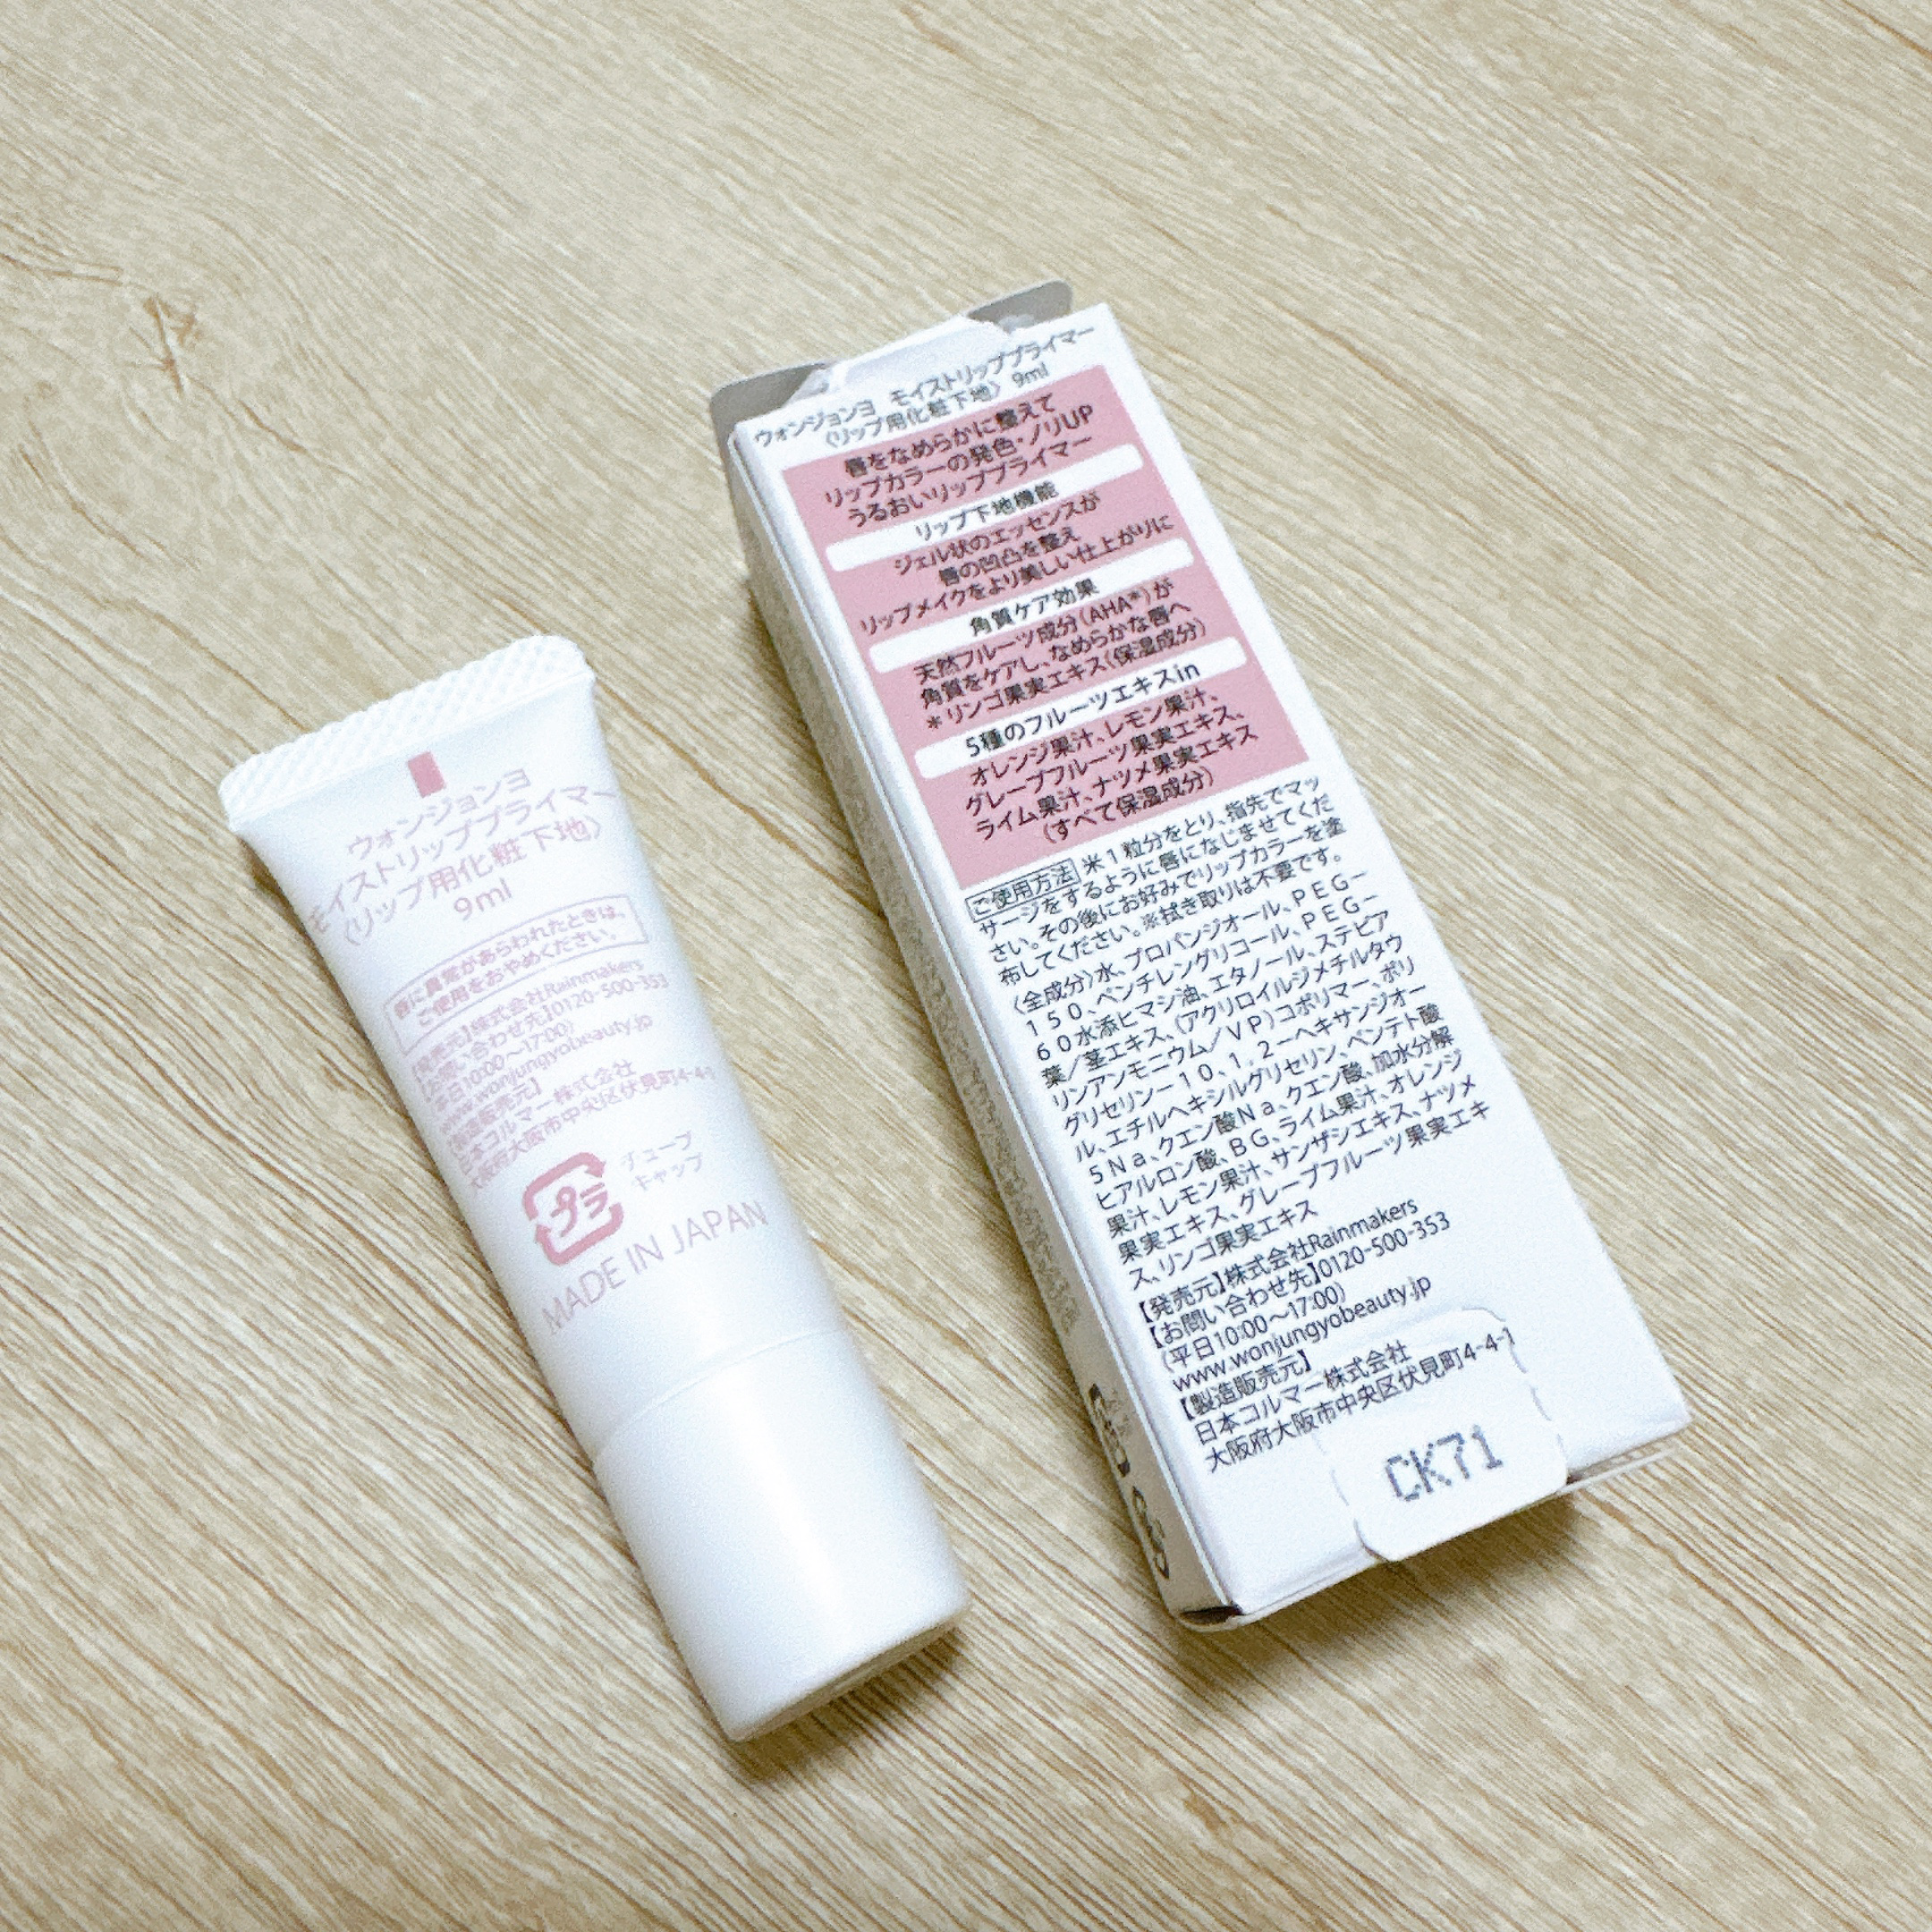 ウォンジョンヨ
モイストリッププライマー
〈リップ用化粧下地〉
9ml
唇に異常があらわれたときは、
ご使用をおやめください。
【発売元】株式会社Rainmakers
【お問い合わせ先】0120-500-353
(平日10:00～17:00)
www.wonjungyobeauty.jp
【製造販売元】
日本コルマー株式会社
大阪府大阪市中央区伏見町4-4-1
プラ
チューブ
キャップ
MADE IN JAPAN
ウォンジョンヨ モイストリッププライマー
〈リップ用化粧下地〉 9ml
唇をなめらかに整えて
リップカラーの発色・ノリUP
うるおいリッププライマー
リップ下地機能
ジェル状のエッセンスが
唇の凹凸を整え
リップメイクをより美しい仕上がりに
角質ケア効果
天然フルーツ成分(AHA*)が
角質をケアし、なめらかな唇へ
*リンゴ果実エキス(保湿成分)
5種のフルーツエキスin
オレンジ果汁、レモン果汁、
グレープフルーツ果実エキス、
ライム果汁、ナツメ果実エキス
(すべて保湿成分)
ご使用方法 米1粒分をとり、指先でマッ
サージをするように唇になじませてくだ
さい。その後にお好みでリップカラーを塗
布してください。※拭き取りは不要です。
〈全成分〉水、プロパンジオール、PEG-
150、ペンチレングリコール、PEG-
60水添ヒマシ油、エタノール、ステビア
葉/茎エキス、(アクリロイルジメチルタウ
リンアンモニウム/VP)コポリマー、ポリ
グリセリン-10、1,2-ヘキサンジオー
ル、エチルヘキシルグリセリン、ペンテト酸
5Na、クエン酸Na、クエン酸、加水分解
ヒアルロン酸、BG、ライム果汁、オレンジ
果汁、レモン果汁、サンザシエキス、ナツメ
果実エキス、グレープフルーツ果実エキ
ス、リンゴ果実エキス
【発売元】株式会社Rainmakers
【お問い合わせ先】0120-500-353
(平日10:00～17:00)
www.wonjungyobeauty.jp
【製造販売元】
日本コルマー株式会社
大阪府大阪市中央区伏見町4-4-1
CK71